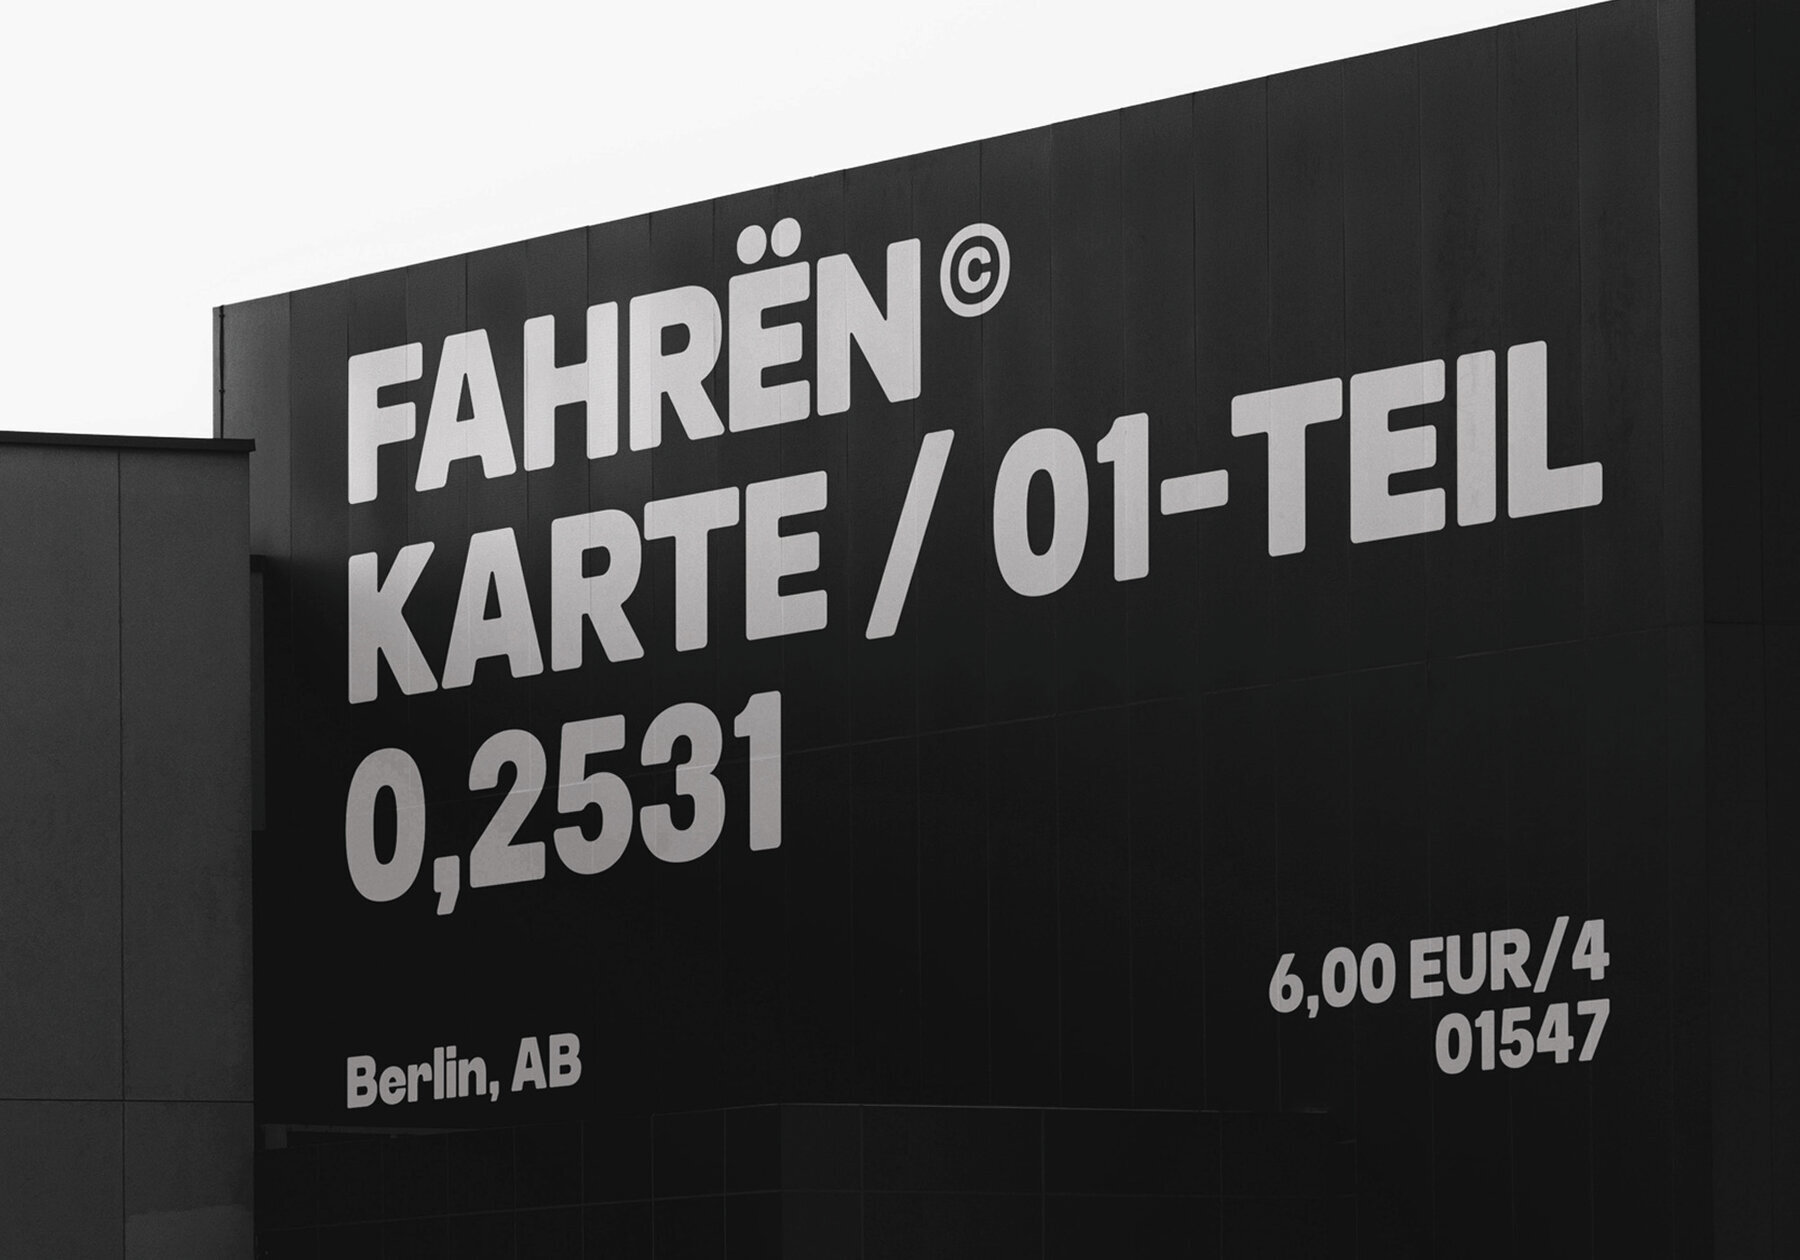 FAHRËN©
KARTE / 01-TEIL
0,2531
Berlin, AB
6,00 EUR/4
01547